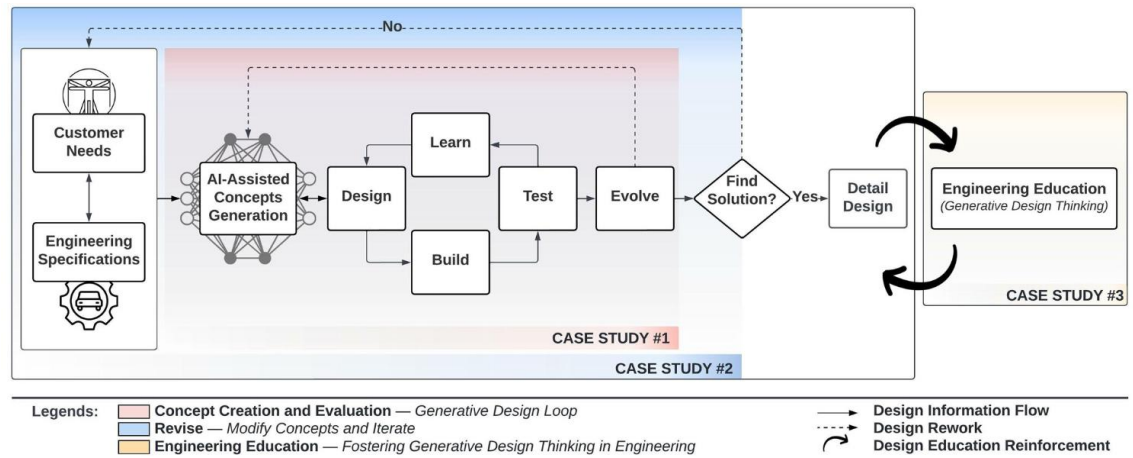 No
Customer
Needs
Engineering
Specifications
AI-Assisted
Concepts
Generation
Learn
Design
Build
Test
Evolve
Find
Solution?
Yes
Detail
Design
Engineering Education
(Generative Design Thinking)
CASE STUDY #3
CASE STUDY #1
CASE STUDY #2
Legends:
Concept Creation and Evaluation — Generative Design Loop
Revise — Modify Concepts and Iterate
Engineering Education — Fostering Generative Design Thinking in Engineering
Design Information Flow
Design Rework
Design Education Reinforcement